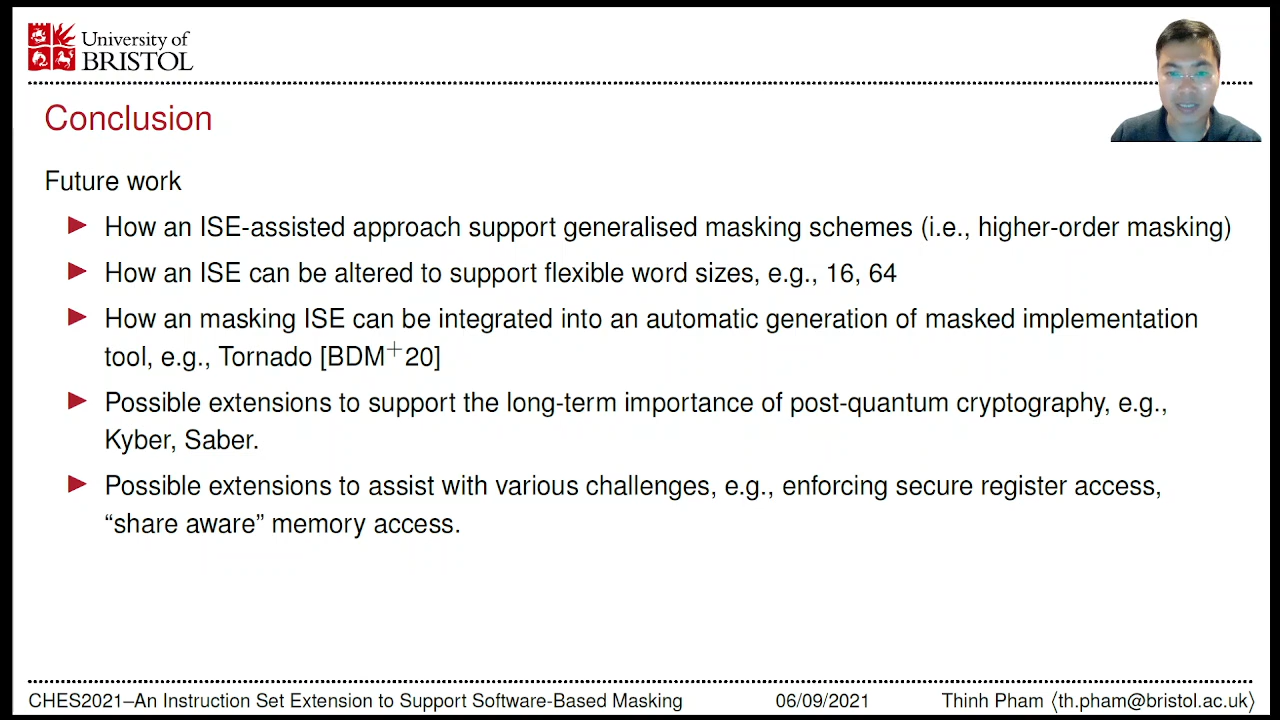 University of
BRISTOL
Conclusion
Future work
How an ISE-assisted approach support generalised masking schemes (i.e., higher-order masking)
How an ISE can be altered to support flexible word sizes, e.g., 16, 64
How an masking ISE can be integrated into an automatic generation of masked implementation
tool, e.g., Tornado [BDM+20]
Possible extensions to support the long-term importance of post-quantum cryptography, e.g.,
Kyber, Saber.
Possible extensions to assist with various challenges, e.g., enforcing secure register access,
“share aware” memory access.
CHES2021–An Instruction Set Extension to Support Software-Based Masking 06/09/2021 Thinh Pham ⟨th.pham@bristol.ac.uk⟩